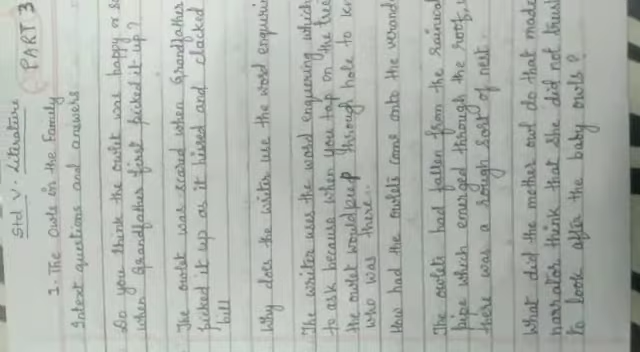 Std V. Literature
PART 3
1. The Owls in the Family
Intext questions and answers
Do you think the owlet was happy or
when Grandfather first picked it up?
The owlet was scared when Grandfather
picked it up as it hissed and clacked
bill
Why does the writer use the word enquiri
The writer uses the word enquiring which
to ask because when you tap on the tree
the owlet would peep through hole to kn
who was there.
How had the owlets come onto the verand
The owlets had fallen from the rainwat
pipe which emerged through the roof,
there was a rough sort of nest.
What did the mother owl do that made
narrator think that she did not trust
to look after the baby owls?